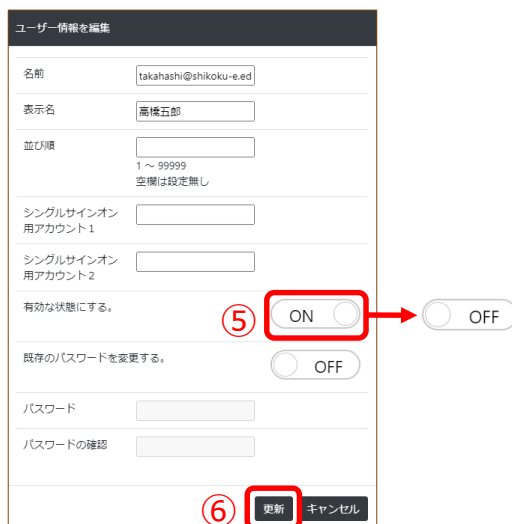 ユーザー情報を編集
名前
takahashi@shikoku-e.ed
表示名
高橋五郎
並び順
1 ～ 99999
空欄は設定無し
シングルサインオン
用アカウント1
シングルサインオン
用アカウント2
有効な状態にする。
⑤
ON
OFF
既存のパスワードを変更する。
OFF
パスワード
パスワードの確認
⑥
更新
キャンセル